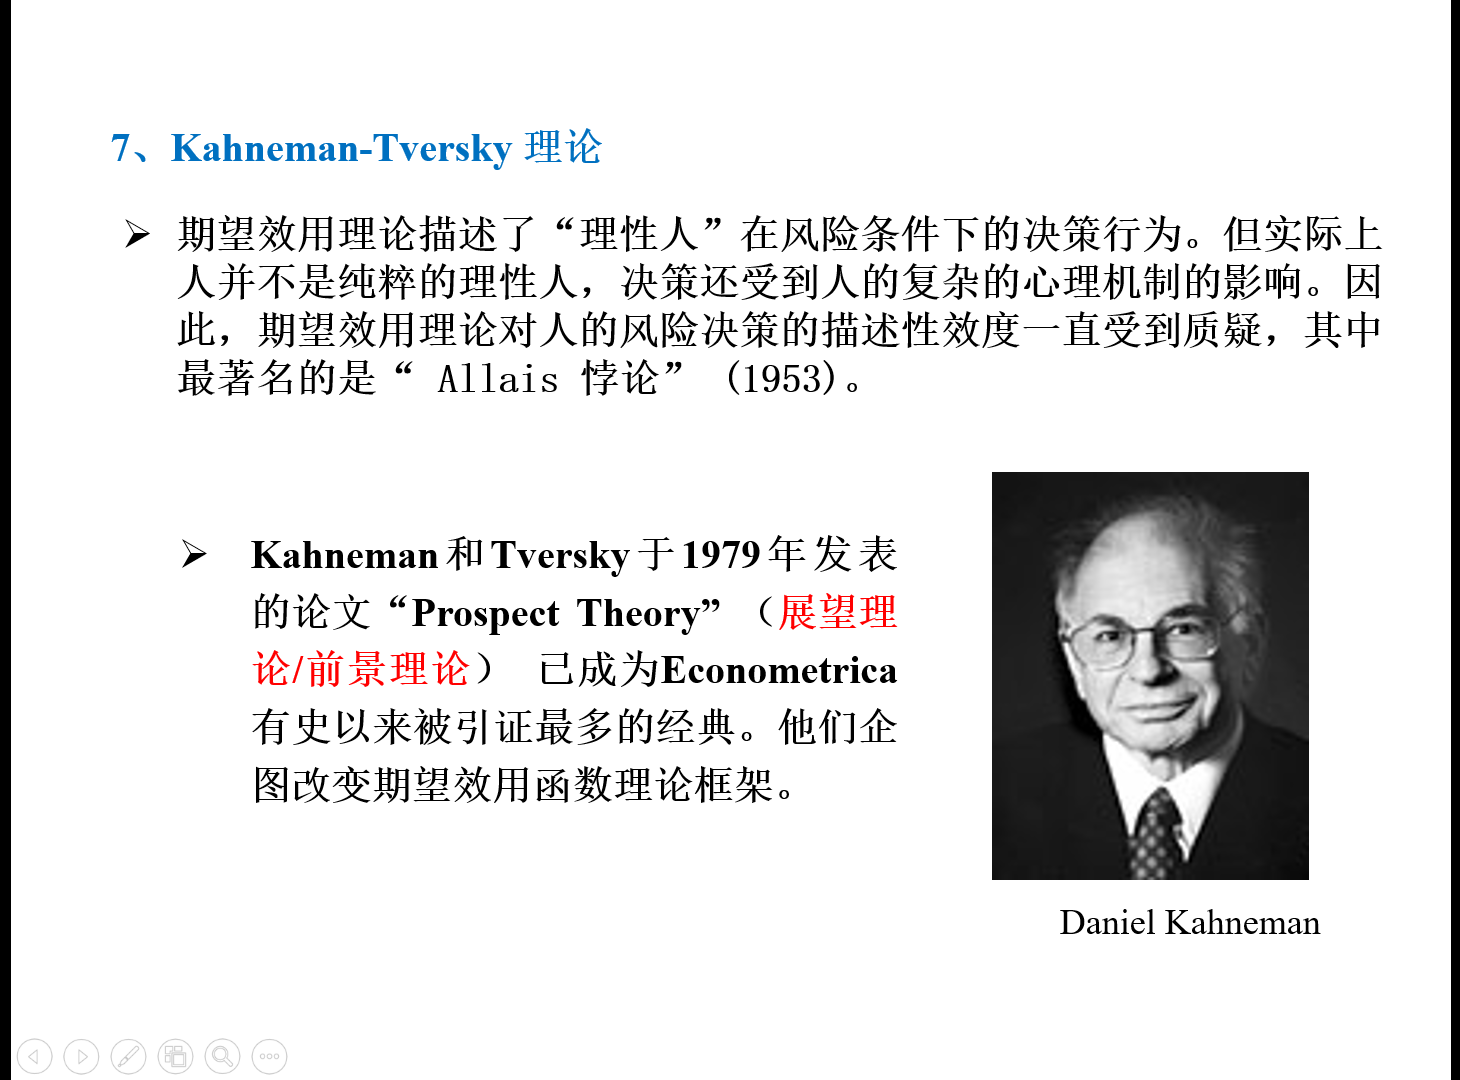 7、Kahneman-Tversky 理论
期望效用理论描述了“理性人”在风险条件下的决策行为。但实际上
人并不是纯粹的理性人，决策还受到人的复杂的心理机制的影响。因
此，期望效用理论对人的风险决策的描述性效度一直受到质疑，其中
最著名的是“ Allais 悖论” (1953)。
Kahneman和Tversky于1979年发表
的论文“Prospect Theory”（展望理
论/前景理论） 已成为Econometrica
有史以来被引证最多的经典。他们企
图改变期望效用函数理论框架。
Daniel Kahneman